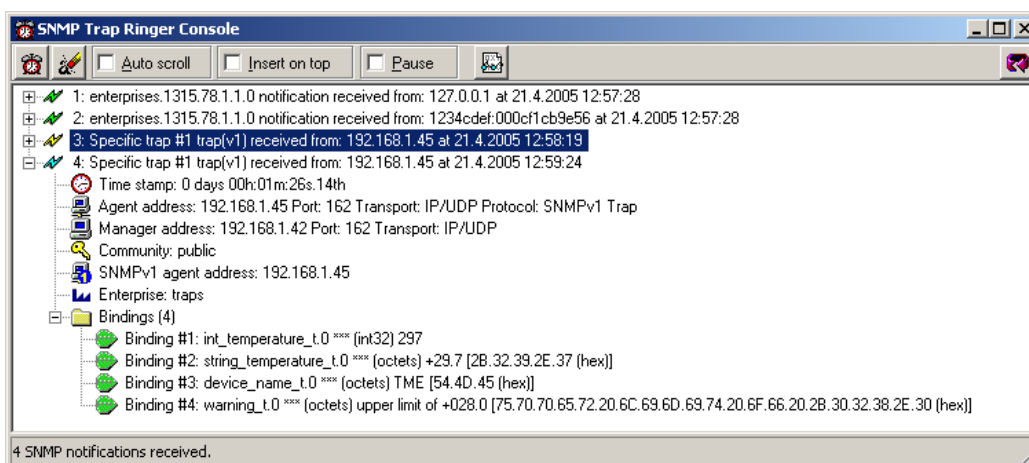 SNMP Trap Ringer Console
Auto scroll Insert on top Pause
1: enterprises.1315.78.1.1.0 notification received from: 127.0.0.1 at 21.4.2005 12:57:28
2: enterprises.1315.78.1.1.0 notification received from: 1234cdef:000cf1cb9e56 at 21.4.2005 12:57:28
3: Specific trap #1 trap(v1) received from: 192.168.1.45 at 21.4.2005 12:58:19
4: Specific trap #1 trap(v1) received from: 192.168.1.45 at 21.4.2005 12:59:24
Time stamp: 0 days 00h:01m:26s.14th
Agent address: 192.168.1.45 Port: 162 Transport: IP/UDP Protocol: SNMPv1 Trap
Manager address: 192.168.1.42 Port: 162 Transport: IP/UDP
Community: public
SNMPv1 agent address: 192.168.1.45
Enterprise: traps
Bindings (4)
Binding #1: int_temperature_t.0 *** (int32) 297
Binding #2: string_temperature_t.0 *** (octets) +29.7 [2B.32.39.2E.37 (hex)]
Binding #3: device_name_t.0 *** (octets) TME [54.4D.45 (hex)]
Binding #4: warning_t.0 *** (octets) upper limit of +028.0 [75.70.70.65.72.20.6C.69.6D.69.74.20.6F.66.20.2B.30.32.38.2E.30 (hex)]
4 SNMP notifications received.